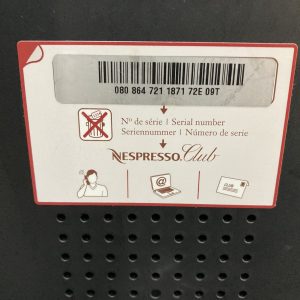 080 864 721 1871 72E 09T
Nº de série | Serial number
Seriennummer | Número de serie
NESPRESSO. Club